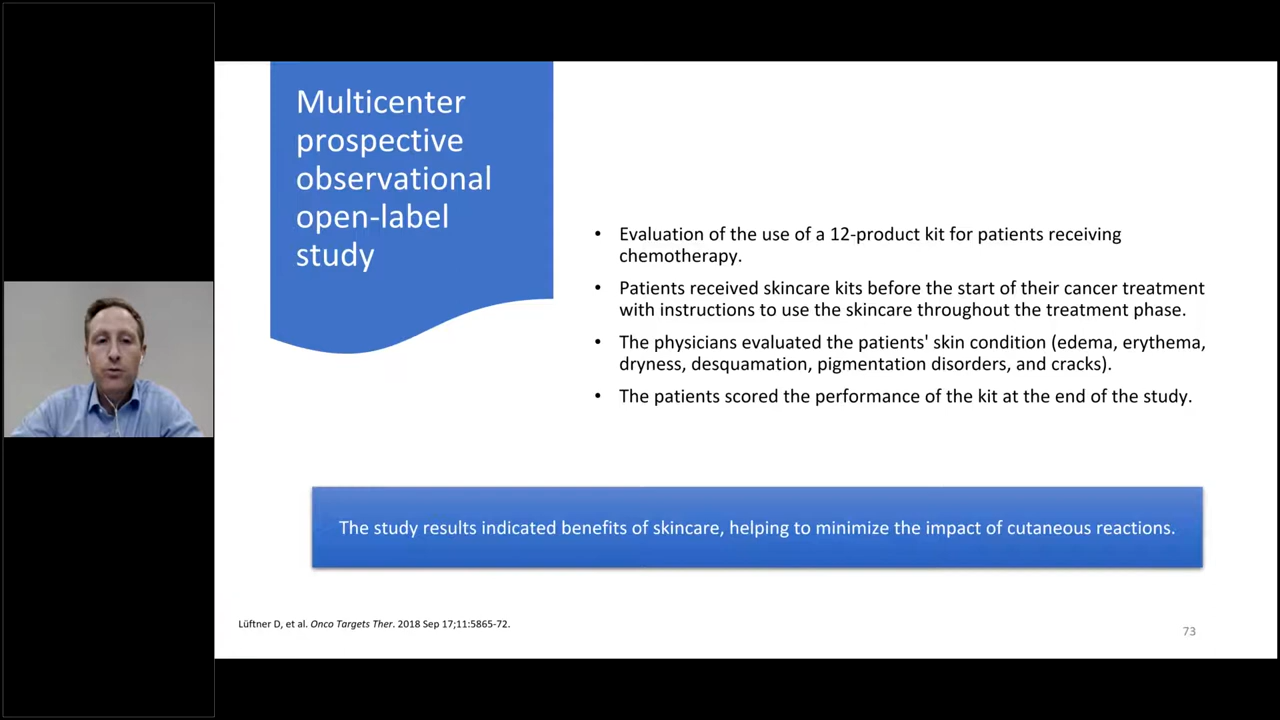 Multicenter
prospective
observational
open-label
study
• Evaluation of the use of a 12-product kit for patients receiving
chemotherapy.
• Patients received skincare kits before the start of their cancer treatment
with instructions to use the skincare throughout the treatment phase.
• The physicians evaluated the patients' skin condition (edema, erythema,
dryness, desquamation, pigmentation disorders, and cracks).
• The patients scored the performance of the kit at the end of the study.
The study results indicated benefits of skincare, helping to minimize the impact of cutaneous reactions.
Lüftner D, et al. Onco Targets Ther. 2018 Sep 17;11:5865-72.
73